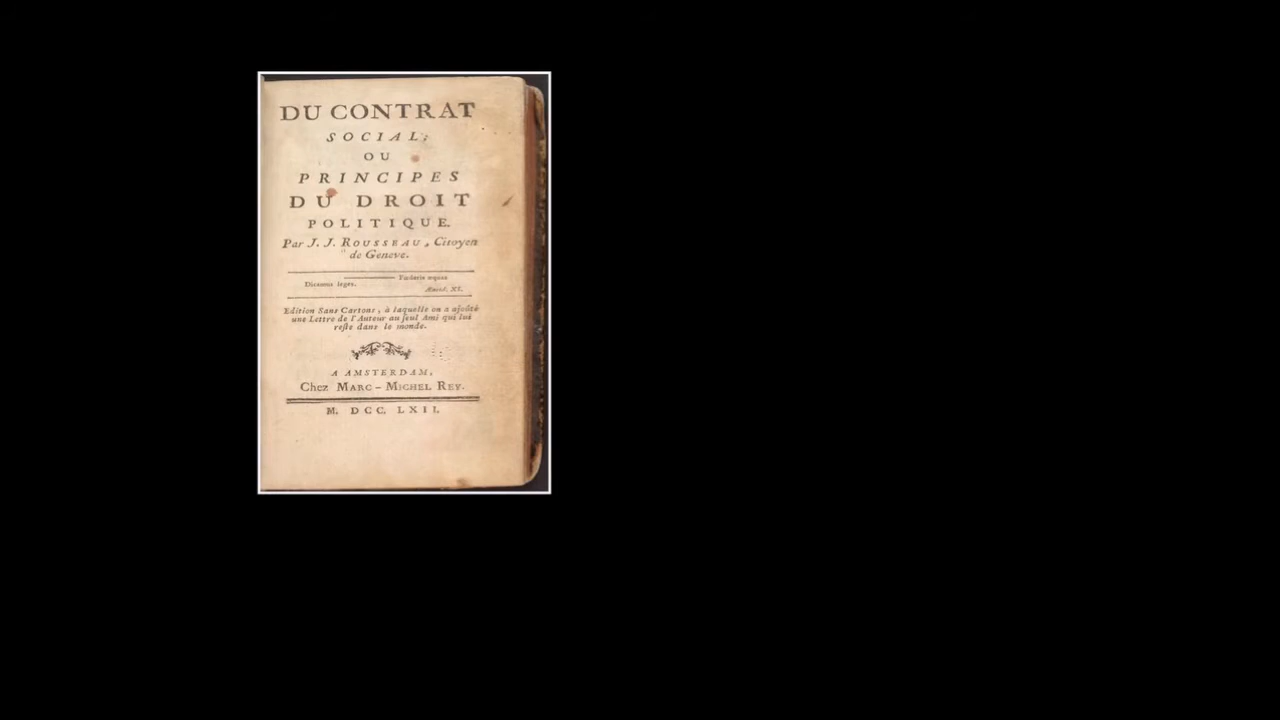 DU CONTRAT
SOCIAL;
OU
PRINCIPES
DU DROIT
POLITIQUE.
Par J. J. ROUSSEAU, Citoyen
de Geneve.
Fœderis æquas
Dicamus leges.
Æneid. XI.
Edition Sans Cartons, à laquelle on a ajoûté
une Lettre de l'Auteur au seul Ami qui lui
reste dans le monde.
A AMSTERDAM,
Chez MARC-MICHEL REY.
M. DCC. LXII.